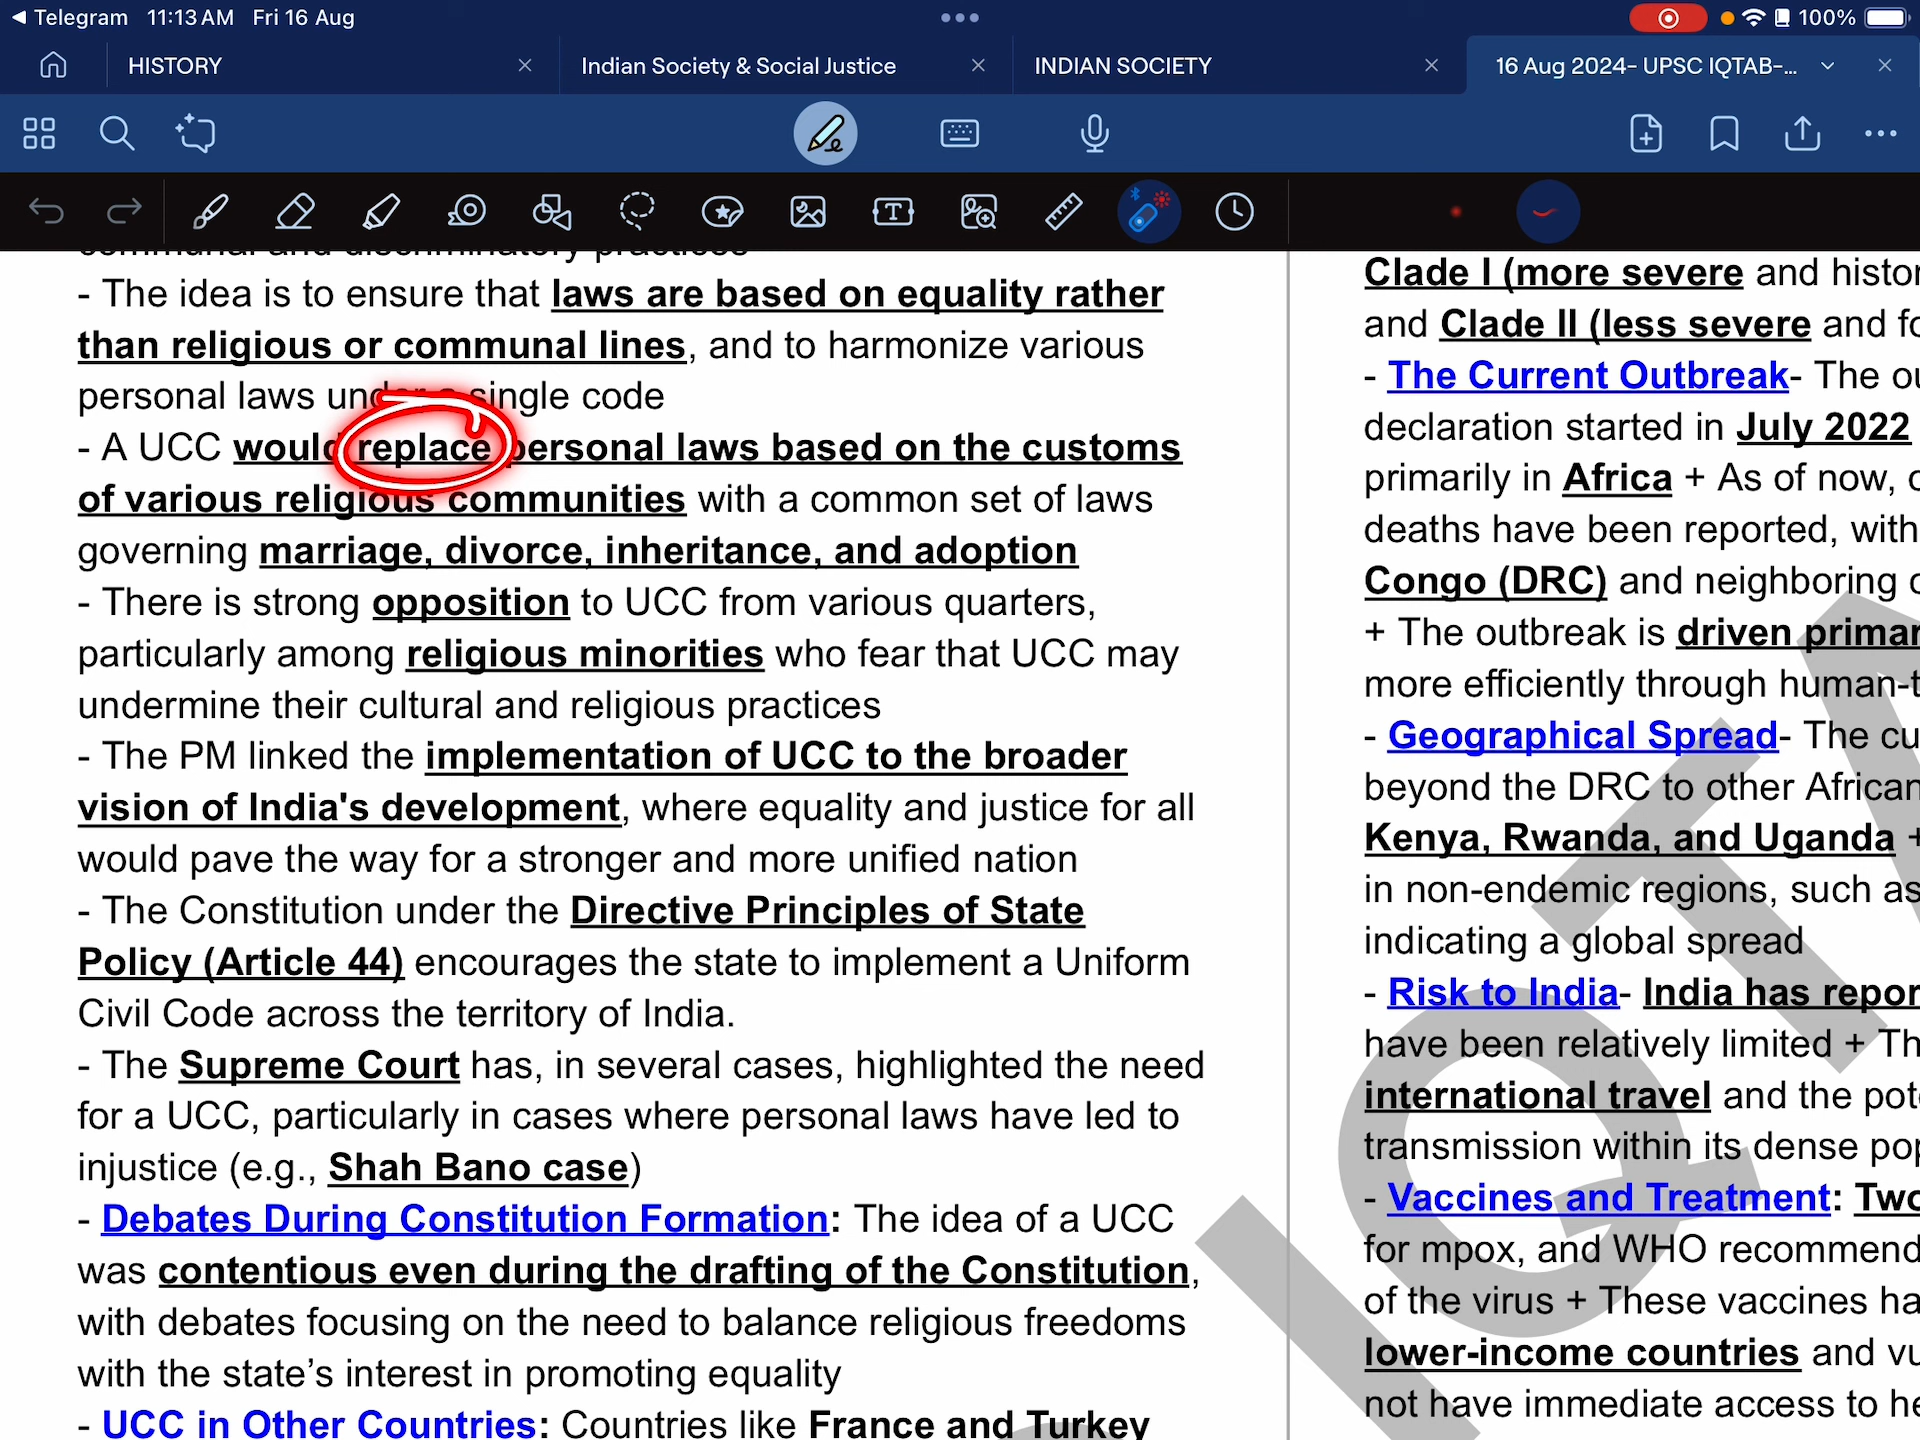 Telegram 11:13 AM Fri 16 Aug
100%
HISTORY
Indian Society & Social Justice
INDIAN SOCIETY
16 Aug 2024- UPSC IQTAB-...
communal and discriminatory practices
- The idea is to ensure that laws are based on equality rather
than religious or communal lines, and to harmonize various
personal laws under a single code
- A UCC would replace personal laws based on the customs
of various religious communities with a common set of laws
governing marriage, divorce, inheritance, and adoption
- There is strong opposition to UCC from various quarters,
particularly among religious minorities who fear that UCC may
undermine their cultural and religious practices
- The PM linked the implementation of UCC to the broader
vision of India's development, where equality and justice for all
would pave the way for a stronger and more unified nation
- The Constitution under the Directive Principles of State
Policy (Article 44) encourages the state to implement a Uniform
Civil Code across the territory of India.
- The Supreme Court has, in several cases, highlighted the need
for a UCC, particularly in cases where personal laws have led to
injustice (e.g., Shah Bano case)
- Debates During Constitution Formation: The idea of a UCC
was contentious even during the drafting of the Constitution,
with debates focusing on the need to balance religious freedoms
with the state’s interest in promoting equality
- UCC in Other Countries: Countries like France and Turkey
Clade I (more severe and histor
and Clade II (less severe and fo
- The Current Outbreak- The ou
declaration started in July 2022
primarily in Africa + As of now,
deaths have been reported, with
Congo (DRC) and neighboring
+ The outbreak is driven primar
more efficiently through human-t
- Geographical Spread- The cu
beyond the DRC to other African
Kenya, Rwanda, and Uganda +
in non-endemic regions, such as
indicating a global spread
- Risk to India- India has repor
have been relatively limited + Th
international travel and the pote
transmission within its dense pop
- Vaccines and Treatment: Two
for mpox, and WHO recommend
of the virus + These vaccines ha
lower-income countries and vu
not have immediate access to he
IQTA